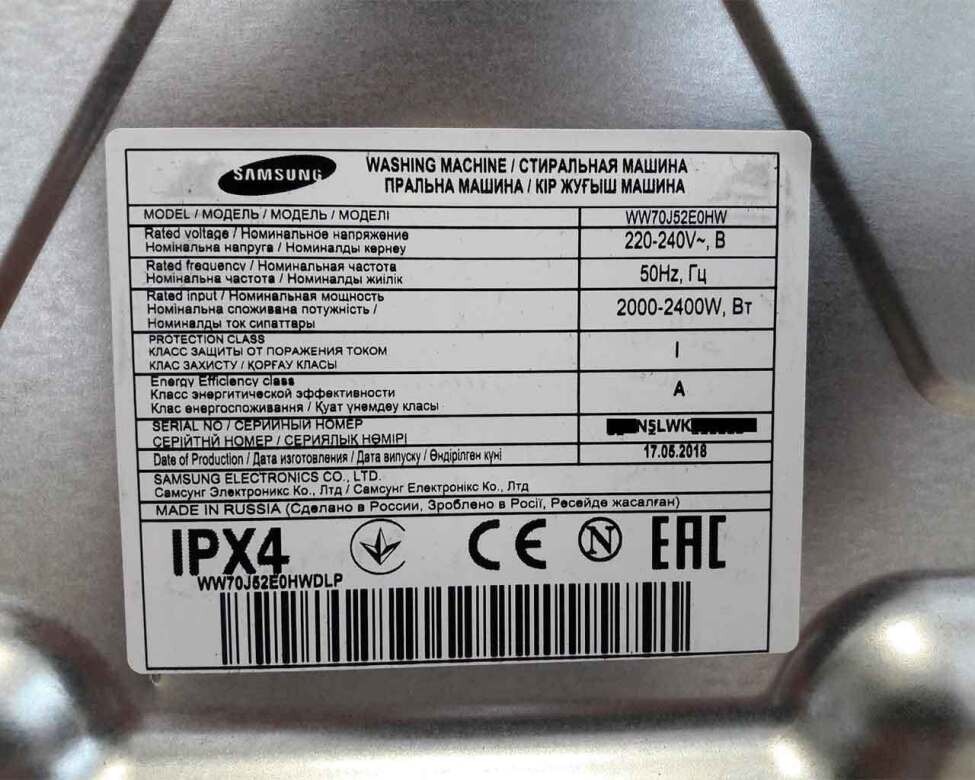 SAMSUNG
WASHING MACHINE / СТИРАЛЬНАЯ МАШИНА
ПРАЛЬНА МАШИНА / КІР ЖУҒЫШ МАШИНА
MODEL / МОДЕЛЬ / МОДЕЛЬ / МОДЕЛІ
WW70J52E0HW
Rated voltage / Номинальное напряжение
Номінальна напруга / Номиналды кернеу
220-240V~, В
Rated frequency / Номинальная частота
Номінальна частота / Номиналды жиілік
50Hz, Гц
Rated input / Номинальная мощность
Номінальна споживана потужність /
Номиналды ток сипаттары
2000-2400W, Вт
PROTECTION CLASS
КЛАСС ЗАЩИТЫ ОТ ПОРАЖЕНИЯ ТОКОМ
КЛАС ЗАХИСТУ / ҚОРҒАУ КЛАСЫ
I
Energy Efficiency class
Класс энергитической эффективности
Клас енергоспоживання / Қуат үнемдеу класы
A
SERIAL NO / СЕРИЙНЫЙ НОМЕР
СЕРІЙТНЙ НОМЕР / СЕРИЯЛЫҚ НӨМІРІ
N5LWK
Date of Production / Дата изготовления / Дата випуску / Өндірілген күні
17.05.2018
SAMSUNG ELECTRONICS CO., LTD.
Самсунг Электроникс Ко., Лтд / Самсунг Електронікс Ко., Лтд
MADE IN RUSSIA (Сделано в России, Зроблено в Росії, Ресейде жасалған)
IPX4
CE
N
EAC
WW70J52E0HWDLP